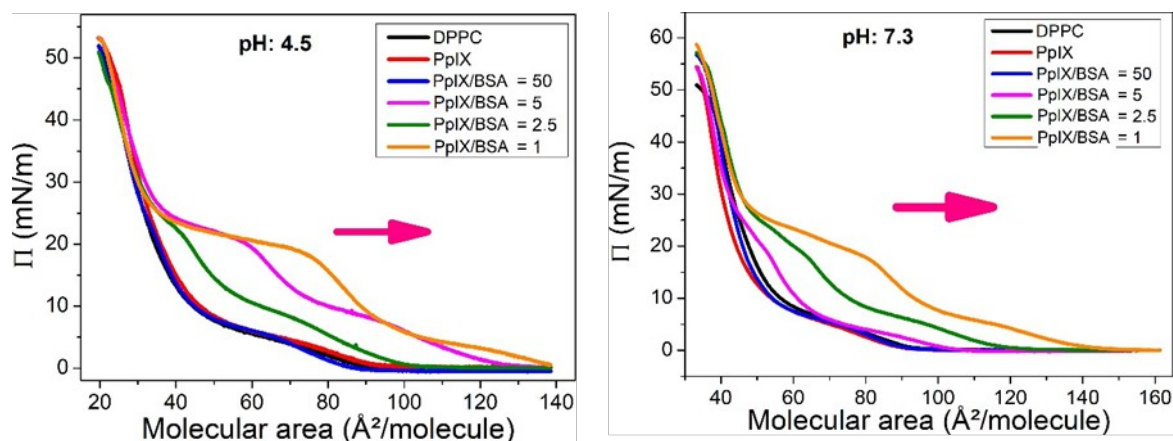 pH: 4.5
DPPC
PpIX
PpIX/BSA = 50
PpIX/BSA = 5
PpIX/BSA = 2.5
PpIX/BSA = 1
50
40
30
20
10
0
Π (mN/m)
20 40 60 80 100 120 140
Molecular area (Å²/molecule)
pH: 7.3
DPPC
PpIX
PpIX/BSA = 50
PpIX/BSA = 5
PpIX/BSA = 2.5
PpIX/BSA = 1
60
50
40
30
20
10
0
Π (mN/m)
40 60 80 100 120 140 160
Molecular area (Å²/molecule)